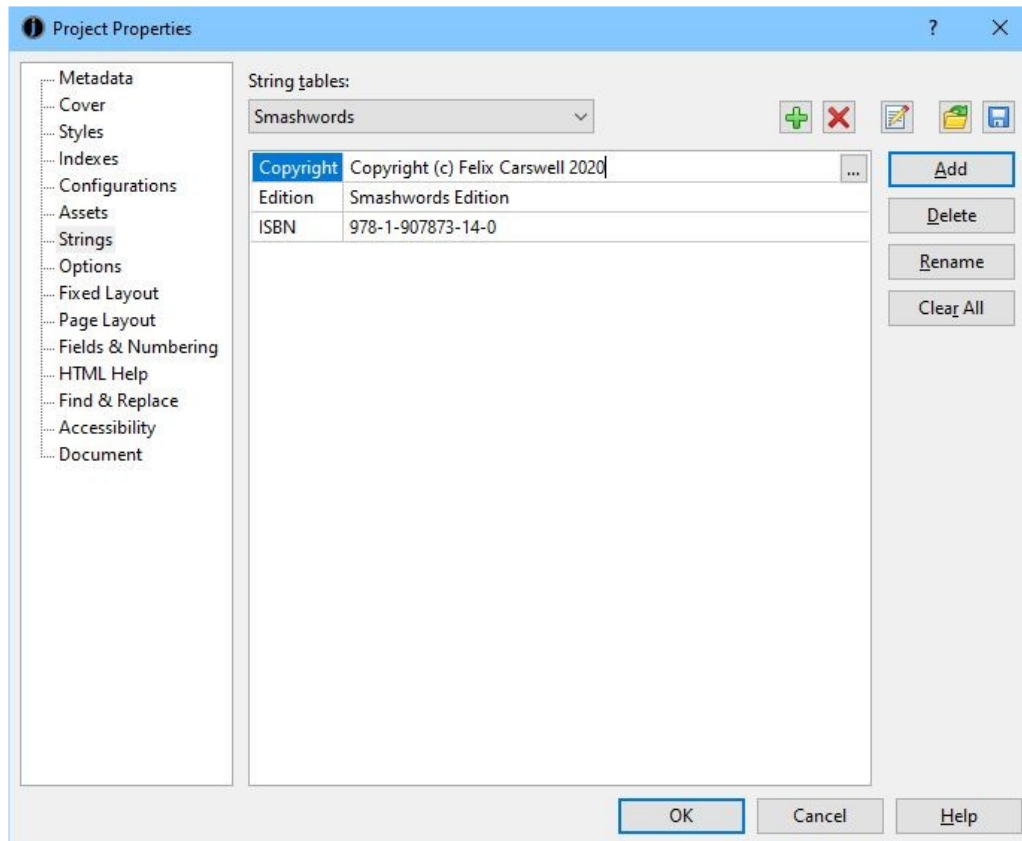 Project Properties
?
Metadata
Cover
Styles
Indexes
Configurations
Assets
Strings
Options
Fixed Layout
Page Layout
Fields & Numbering
HTML Help
Find & Replace
Accessibility
Document
String tables:
Smashwords
Copyright Copyright (c) Felix Carswell 2020 ...
Edition Smashwords Edition
ISBN 978-1-907873-14-0
Add
Delete
Rename
Clear All
OK Cancel Help